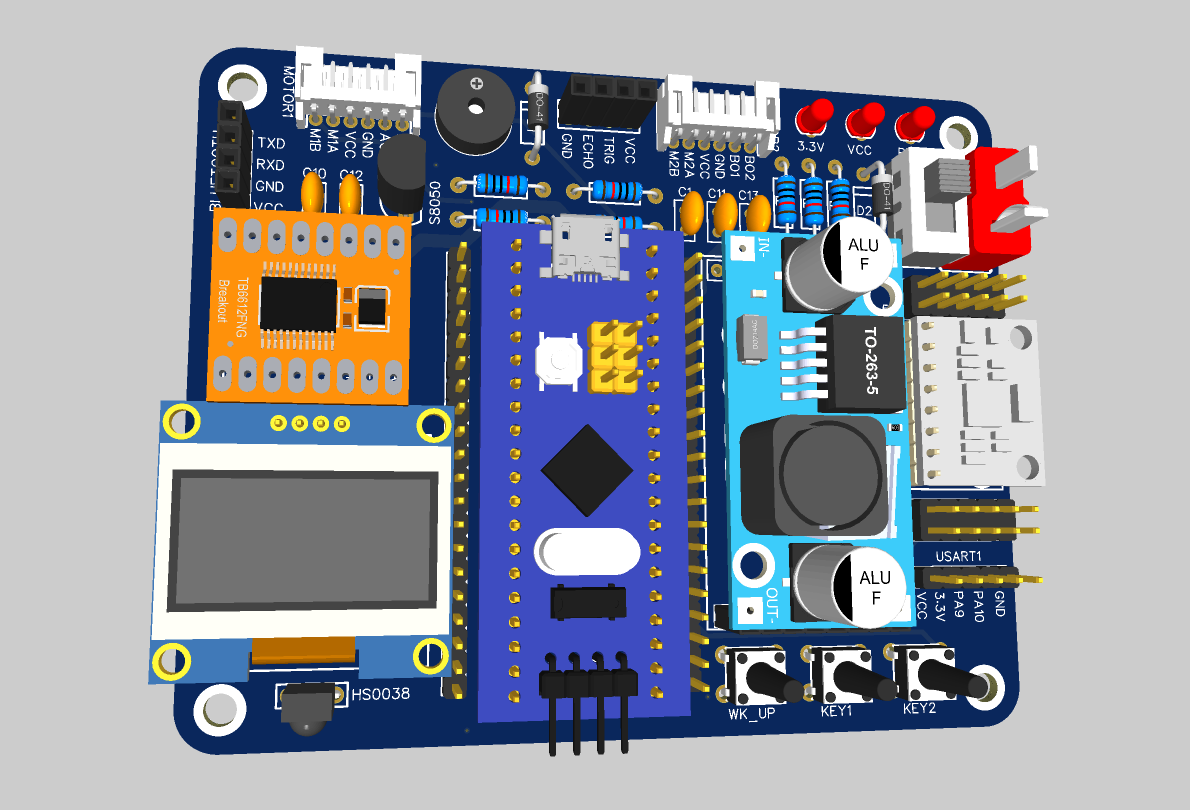 MOTOR1
M1B
M1A
VCC
GND
TXD
RXD
GND
VCC
C10
C12
S8050
DO-41
GND
ECHO
TRIG
VCC
M2B
M2A
VCC
GND
BO1
BO2
3.3V
VCC
C1
C11
C13
DO-41
D2
TB6612FNG
Breakout
IN-
ALU
F
TO-263-5
OUT-
ALU
F
USART1
VCC
3.3V
PA9
PA10
GND
HS0038
WK_UP
KEY1
KEY2